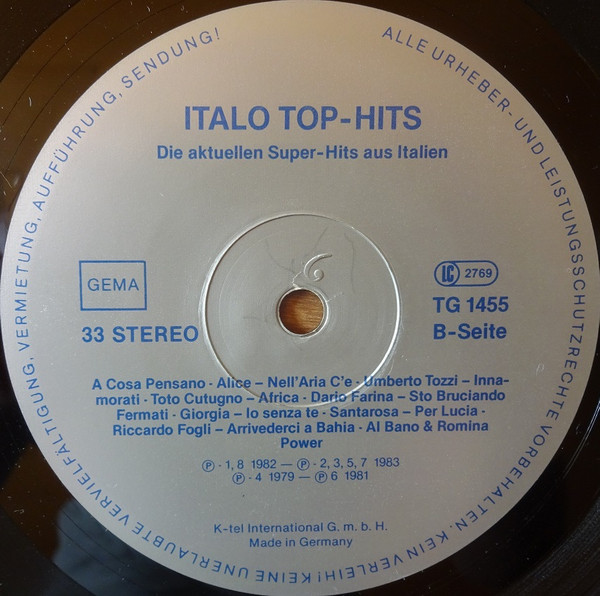 ALLE URHEBER- UND LEISTUNGSSCHUTZRECHTE VORBEHALTEN. KEIN VERLEIH! KEINE UNERLAUBTE VERVIELFÄLTIGUNG, VERMIETUNG, AUFFÜHRUNG, SENDUNG!
ITALO TOP-HITS
Die aktuellen Super-Hits aus Italien
6
GEMA
LC 2769
33 STEREO
TG 1455
B-Seite
A Cosa Pensano · Alice – Nell'Aria C'e · Umberto Tozzi – Inna-
morati · Toto Cutugno – Africa · Dario Farina – Sto Bruciando
Fermati · Giorgia – Io senza te · Santarosa – Per Lucia ·
Riccardo Fogli – Arrivederci a Bahia · Al Bano & Romina
Power
Ⓟ · 1, 8 1982 — Ⓟ · 2, 3, 5, 7 1983
Ⓟ · 4 1979 — Ⓟ 6 1981
K-tel International G. m. b. H.
Made in Germany